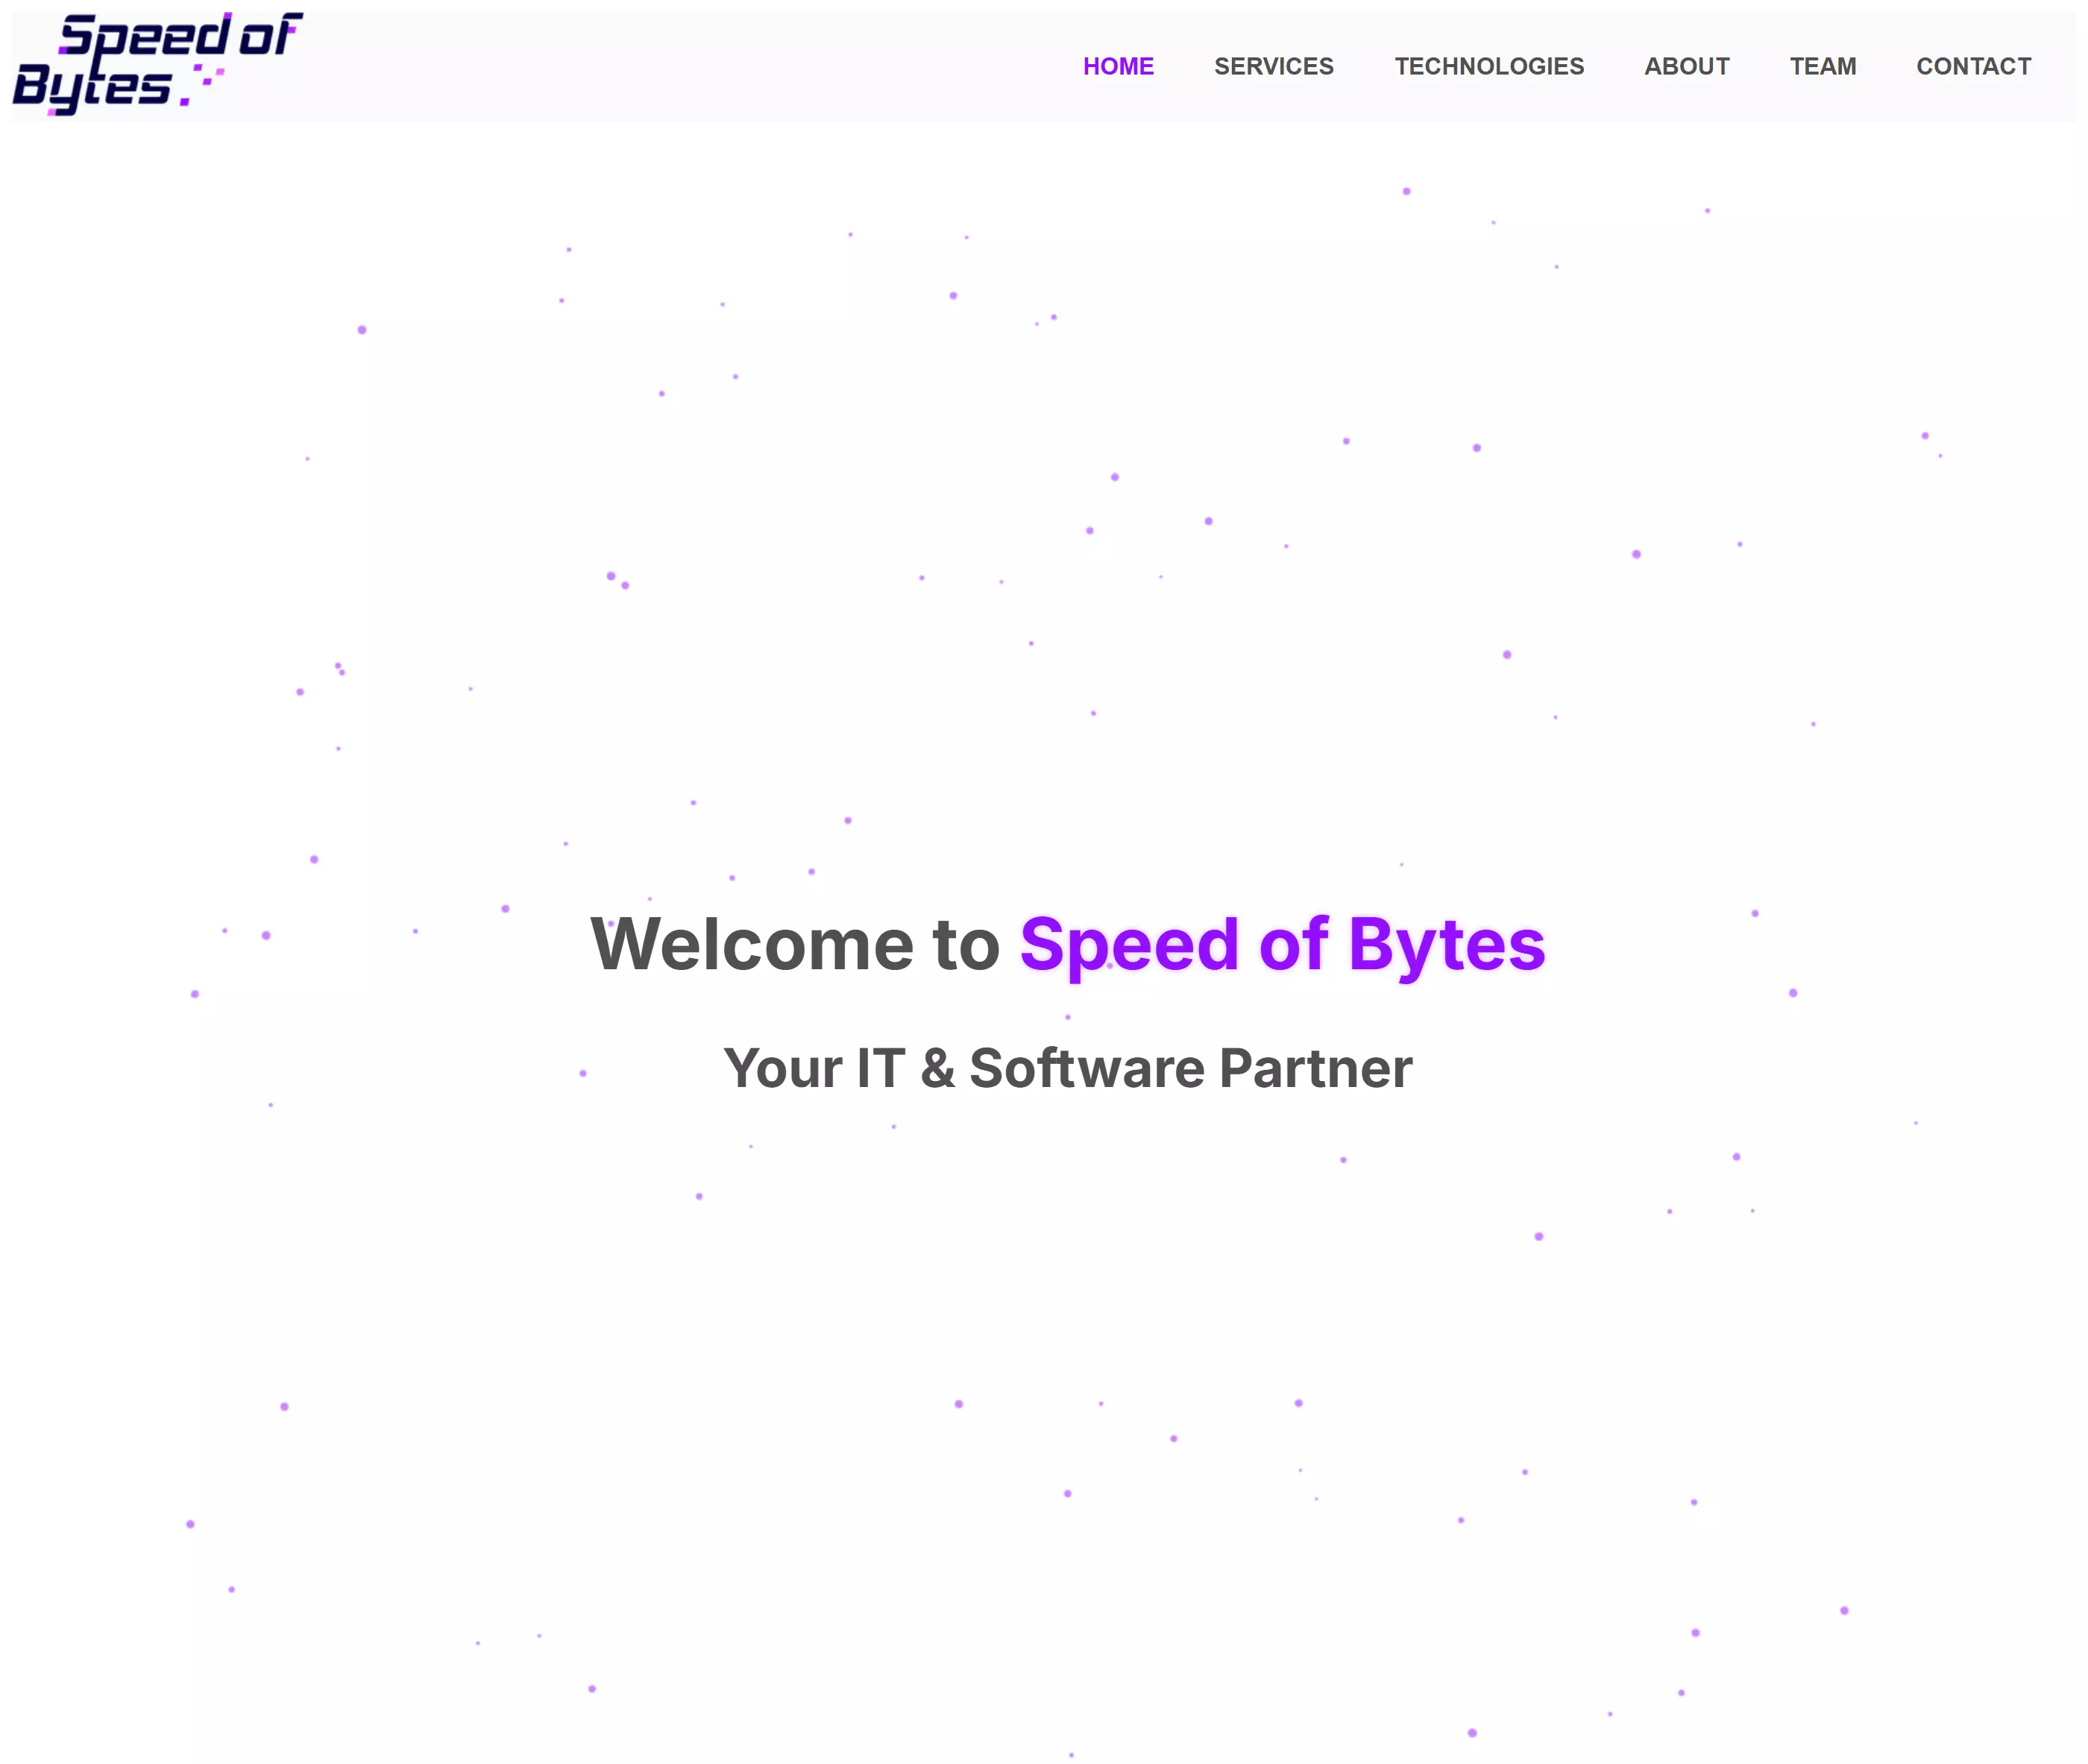 Speed of
Bytes
HOME SERVICES TECHNOLOGIES ABOUT TEAM CONTACT
Welcome to Speed of Bytes
Your IT & Software Partner